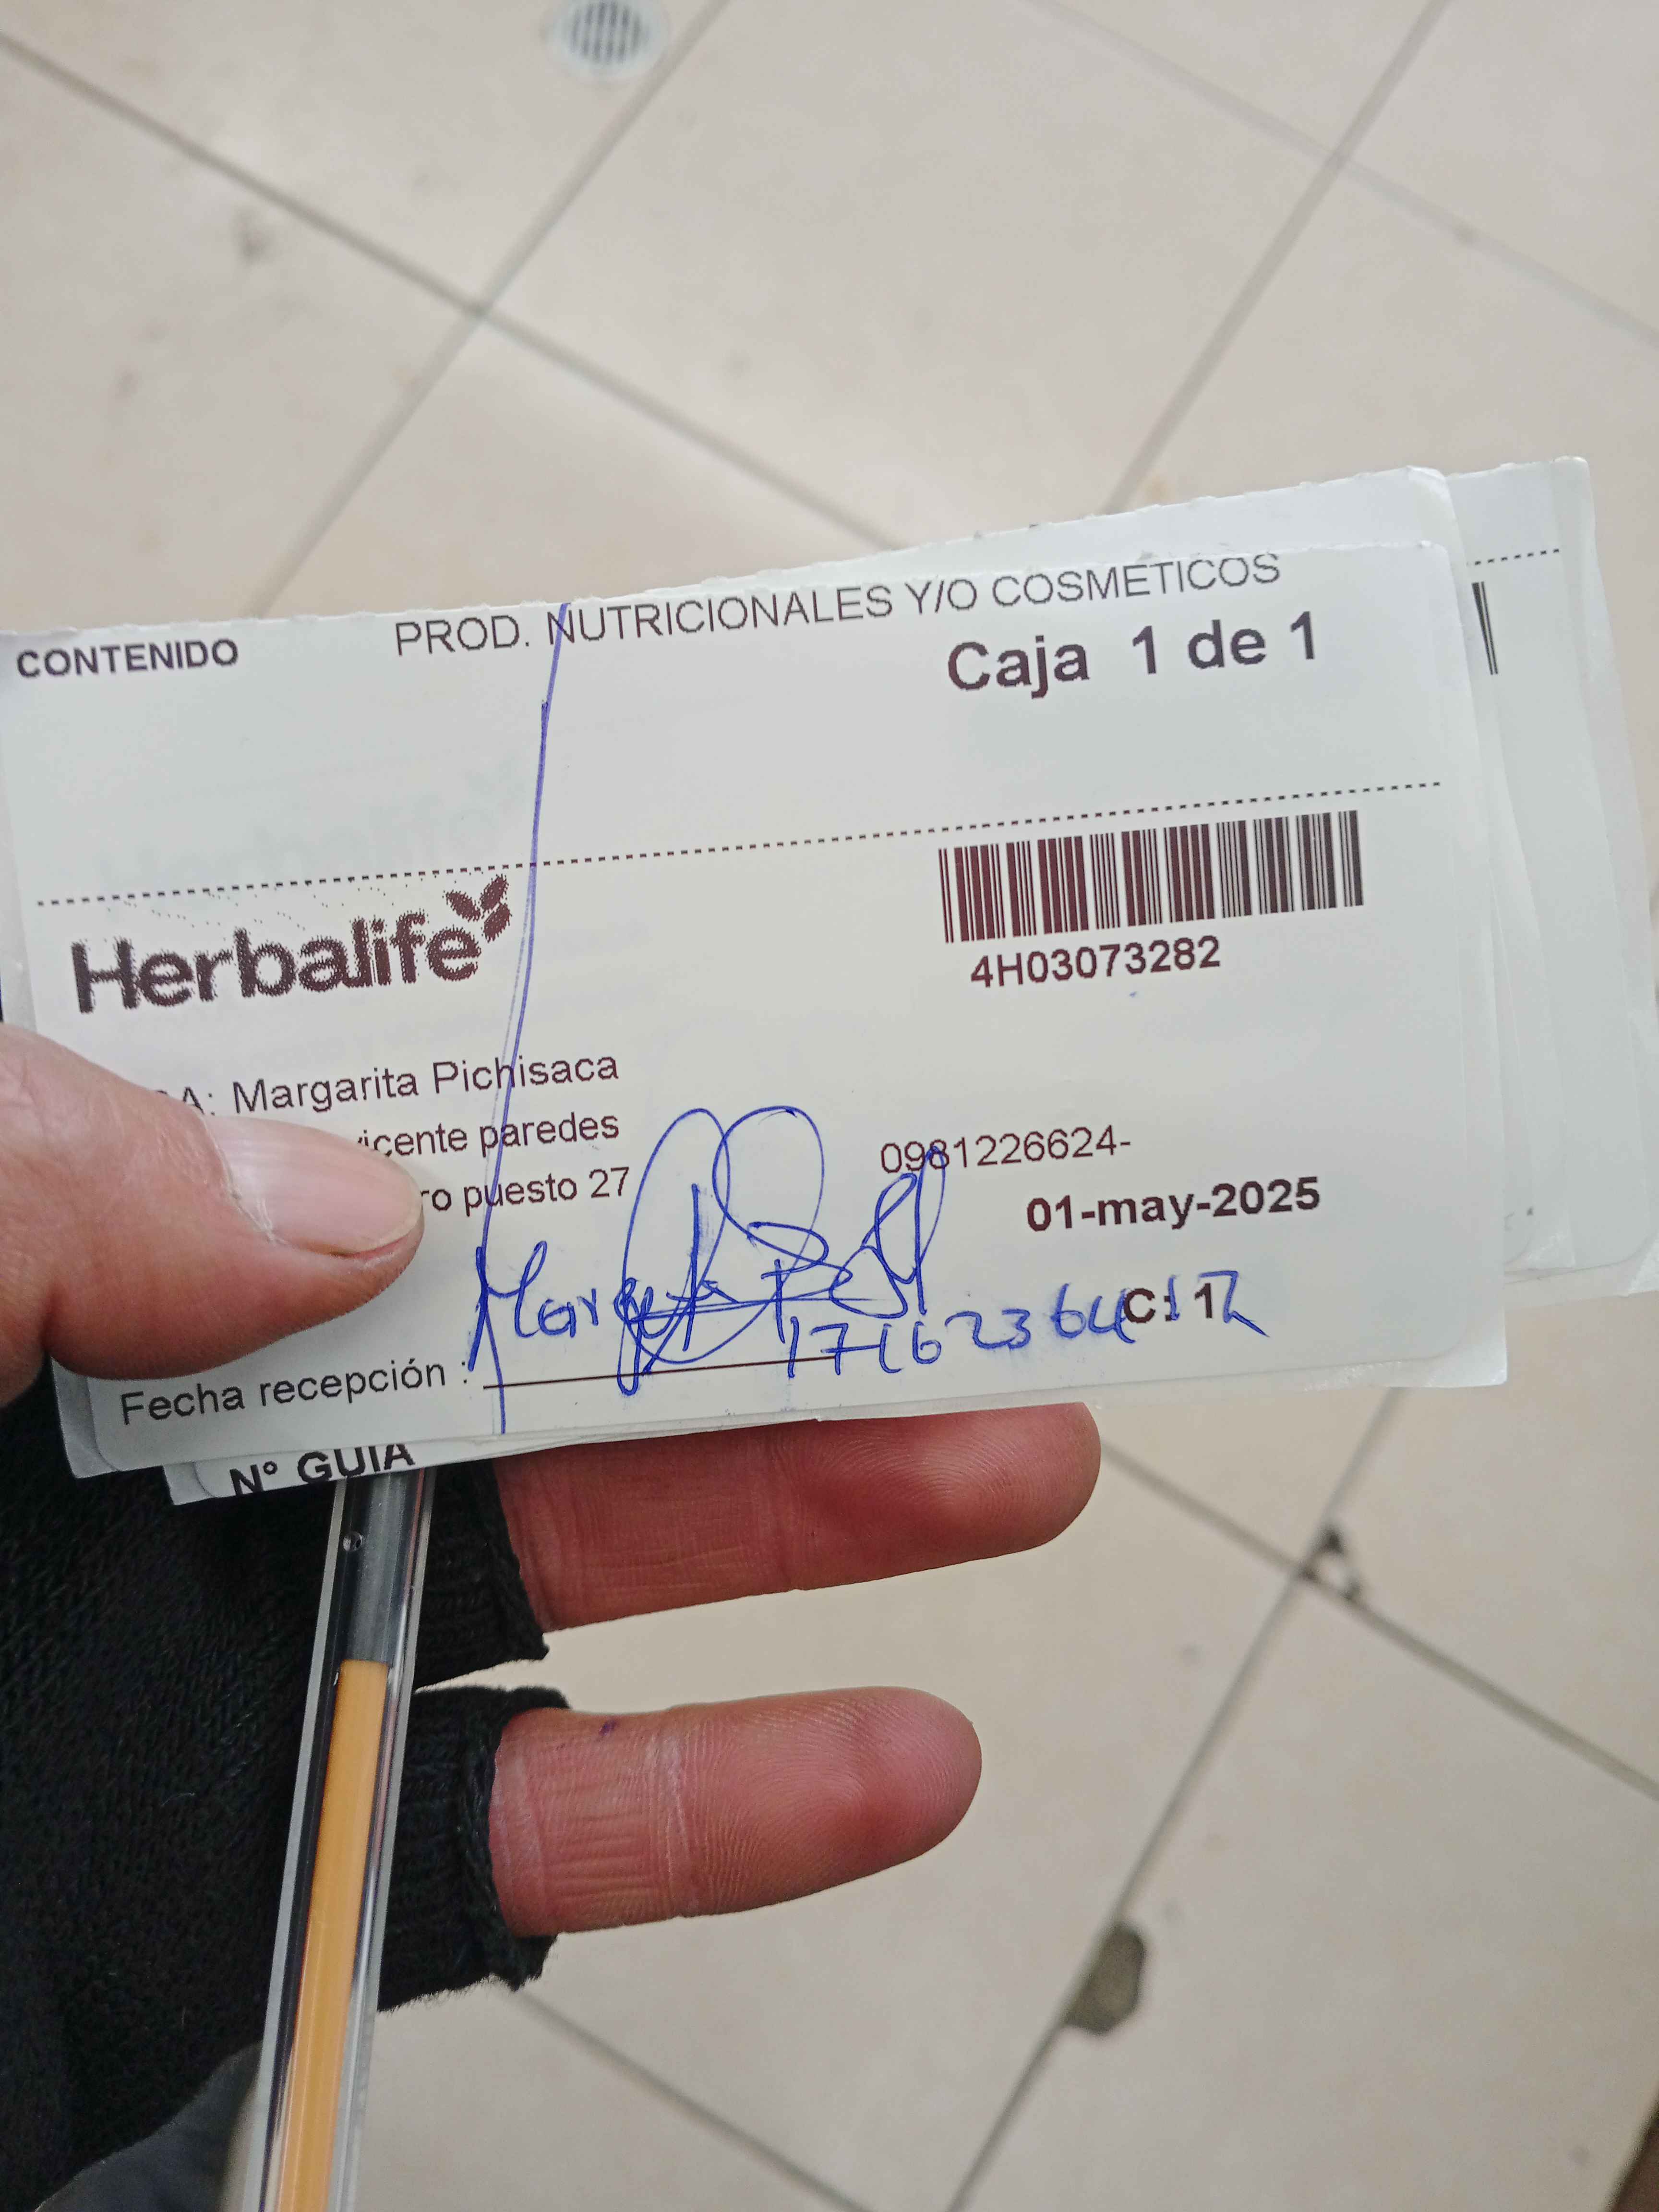 CONTENIDO PROD. NUTRICIONALES Y/O COSMETICOS
Caja 1 de 1
Herbalife
4H03073282
A: Margarita Pichisaca
vicente paredes 0981226624-
ro puesto 27 01-may-2025
C: 1
Fecha recepción :
N° GUIA